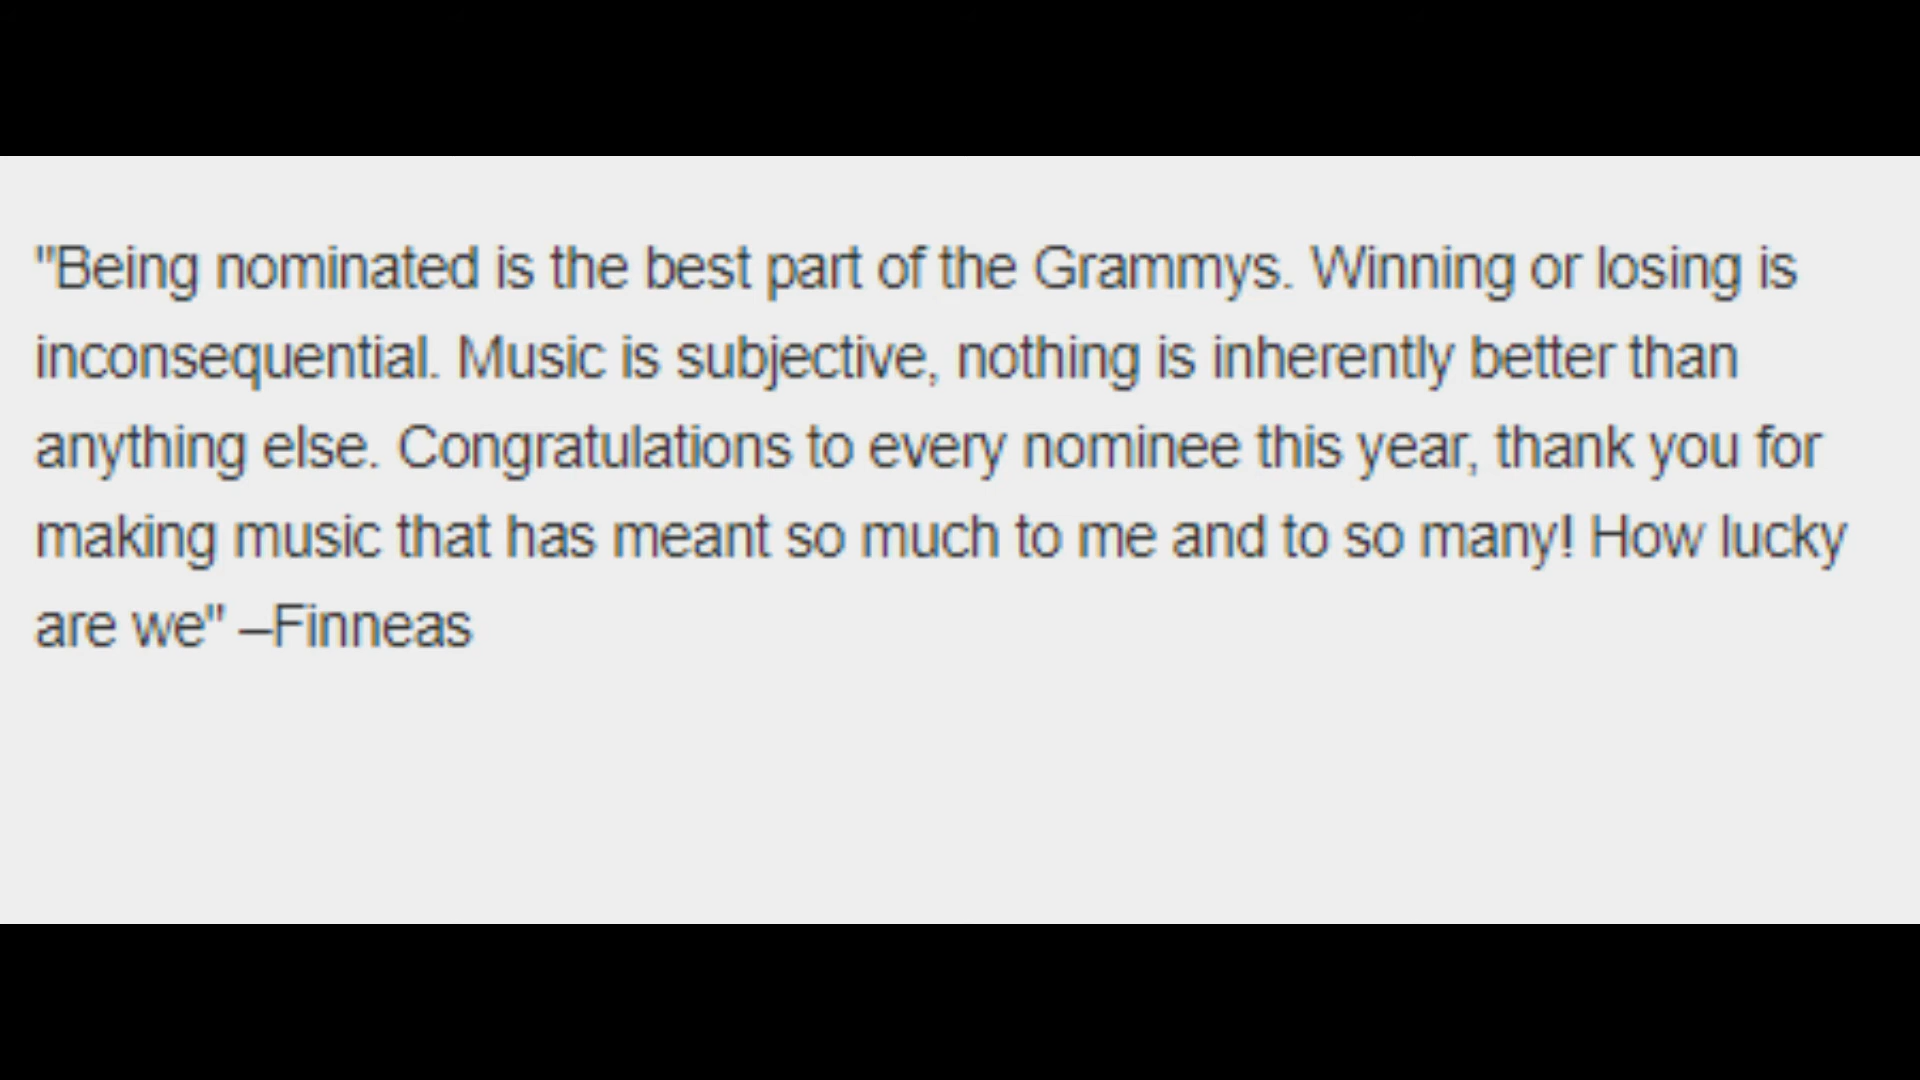 "Being nominated is the best part of the Grammys. Winning or losing is
inconsequential. Music is subjective, nothing is inherently better than
anything else. Congratulations to every nominee this year, thank you for
making music that has meant so much to me and to so many! How lucky
are we" –Finneas